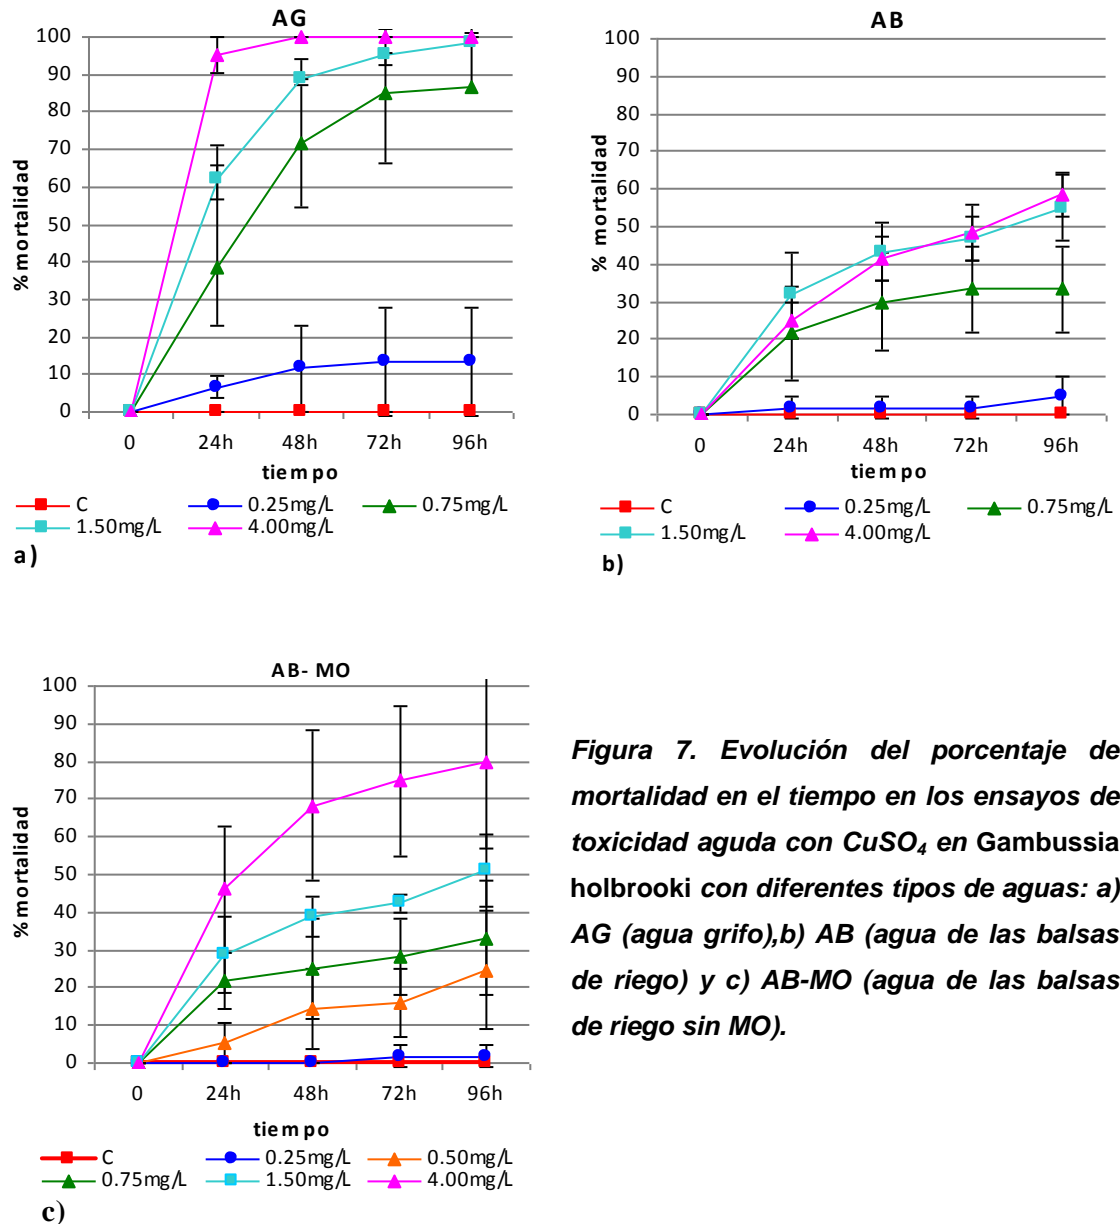 AG
100
90
80
70
60
50
40
30
20
10
0
% mortalidad
0 24h 48h 72h 96h
tiempo
C 0.25mg/L 0.75mg/L
1.50mg/L 4.00mg/L
a)
AB
100
90
80
70
60
50
40
30
20
10
0
% mortalidad
0 24h 48h 72h 96h
tiempo
C 0.25mg/L 0.75mg/L
1.50mg/L 4.00mg/L
b)
AB- MO
100
90
80
70
60
50
40
30
20
10
0
% mortalidad
0 24h 48h 72h 96h
tiempo
C 0.25mg/L 0.50mg/L
0.75mg/L 1.50mg/L 4.00mg/L
c)
Figura 7. Evolución del porcentaje de
mortalidad en el tiempo en los ensayos de
toxicidad aguda con CuSO₄ en Gambussia
holbrooki con diferentes tipos de aguas: a)
AG (agua grifo),b) AB (agua de las balsas
de riego) y c) AB-MO (agua de las balsas
de riego sin MO).